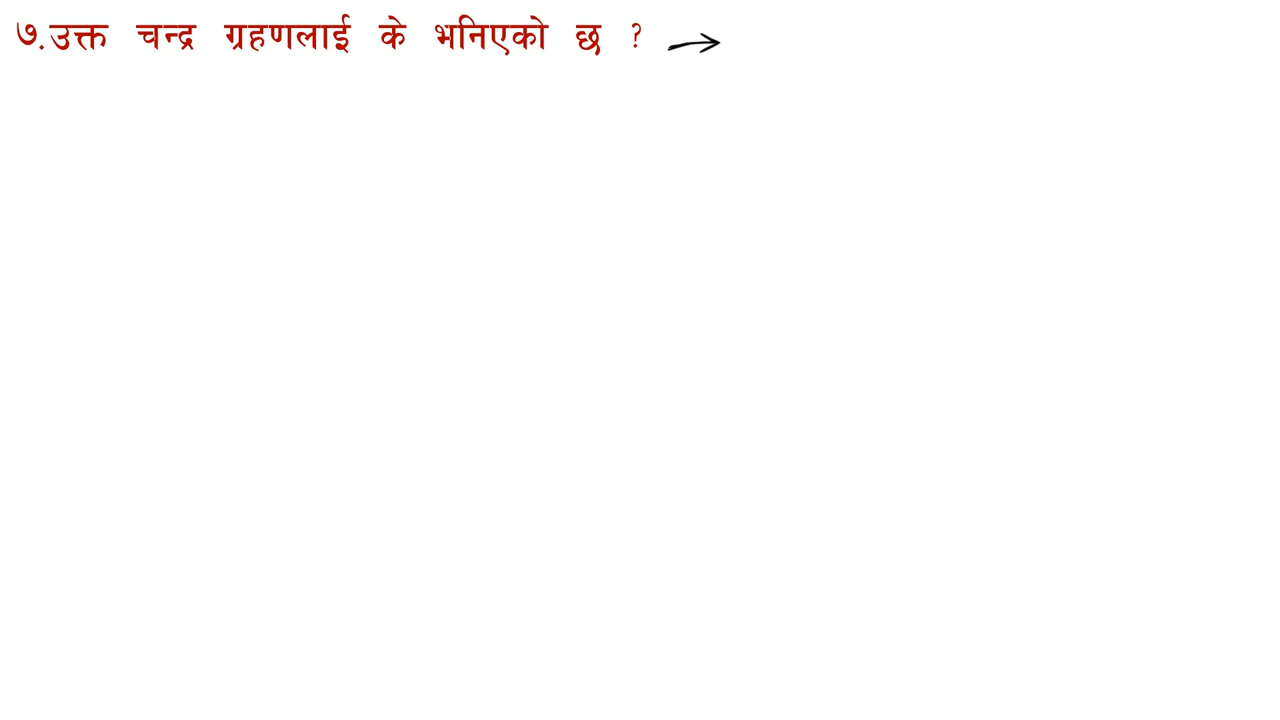 ७. उक्त चन्द्र ग्रहणलाई के भनिएको छ ? →